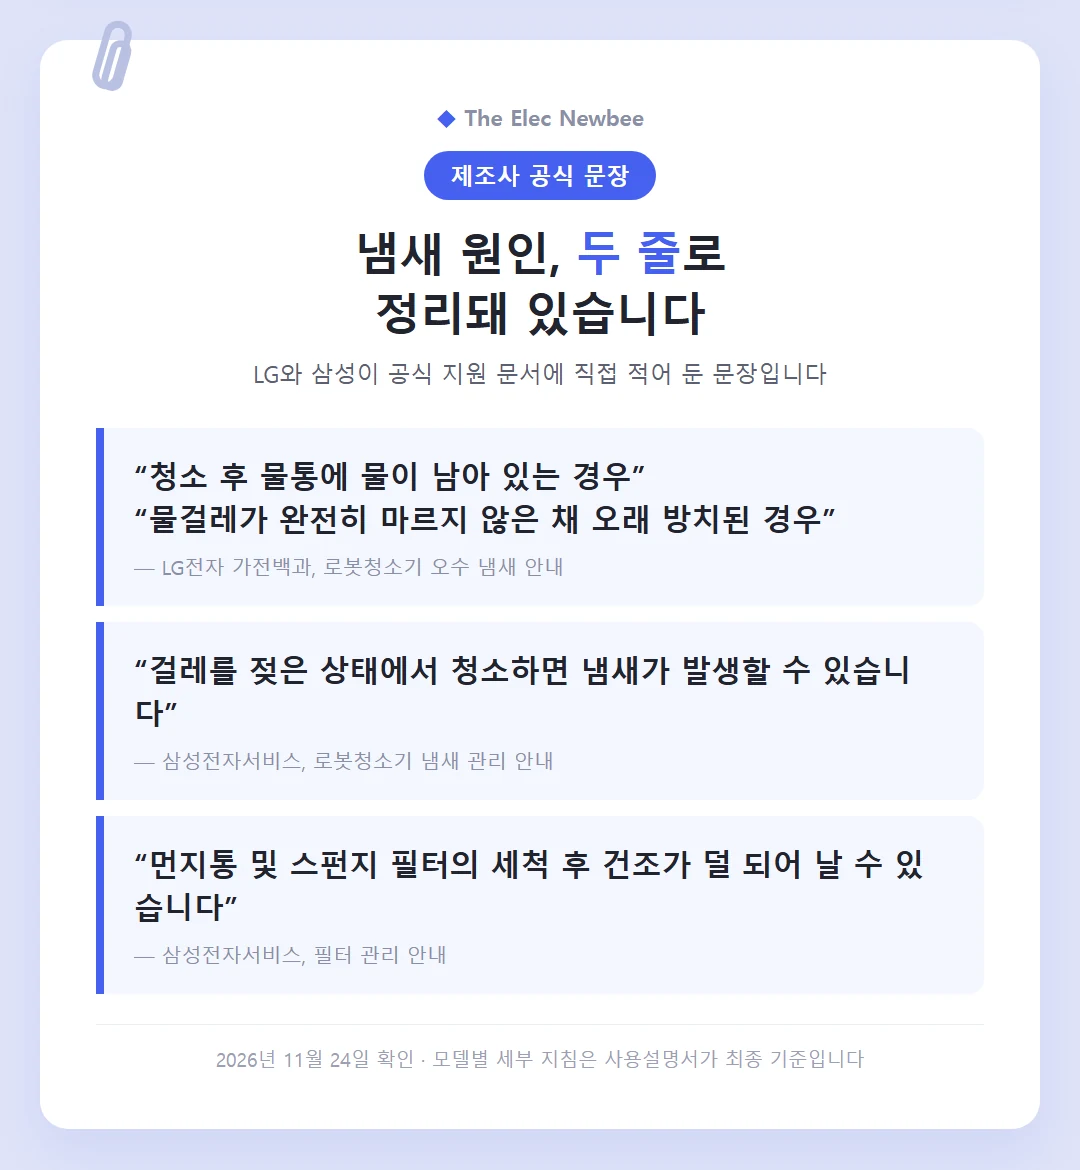 The Elec Newbee
제조사 공식 문장
냄새 원인, 두 줄로
정리돼 있습니다
LG와 삼성이 공식 지원 문서에 직접 적어 둔 문장입니다
“청소 후 물통에 물이 남아 있는 경우”
“물걸레가 완전히 마르지 않은 채 오래 방치된 경우”
— LG전자 가전백과, 로봇청소기 오수 냄새 안내
“걸레를 젖은 상태에서 청소하면 냄새가 발생할 수 있습니
다”
— 삼성전자서비스, 로봇청소기 냄새 관리 안내
“먼지통 및 스펀지 필터의 세척 후 건조가 덜 되어 날 수 있
습니다”
— 삼성전자서비스, 필터 관리 안내
2026년 11월 24일 확인 · 모델별 세부 지침은 사용설명서가 최종 기준입니다